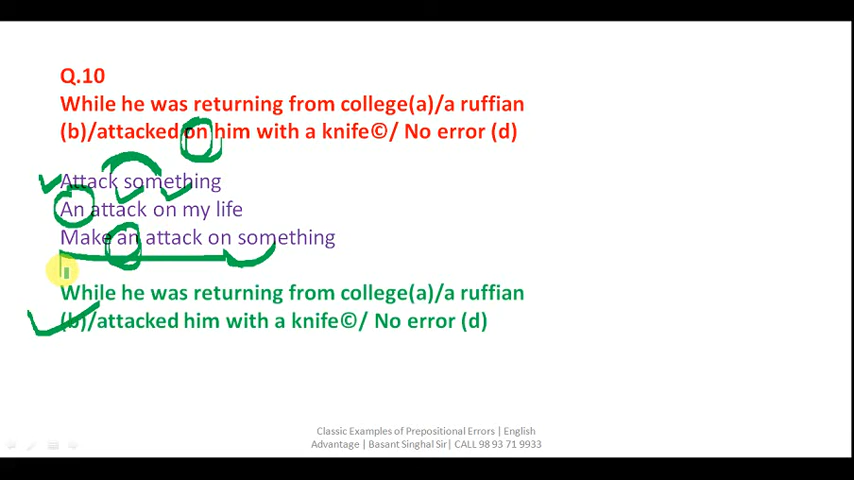 Q.10
While he was returning from college(a)/a ruffian
(b)/attacked on him with a knife©/ No error (d)
Attack something
An attack on my life
Make an attack on something
While he was returning from college(a)/a ruffian
(b)/attacked him with a knife©/ No error (d)
Classic Examples of Prepositional Errors | English
Advantage | Basant Singhal Sir| CALL 98 93 71 9933